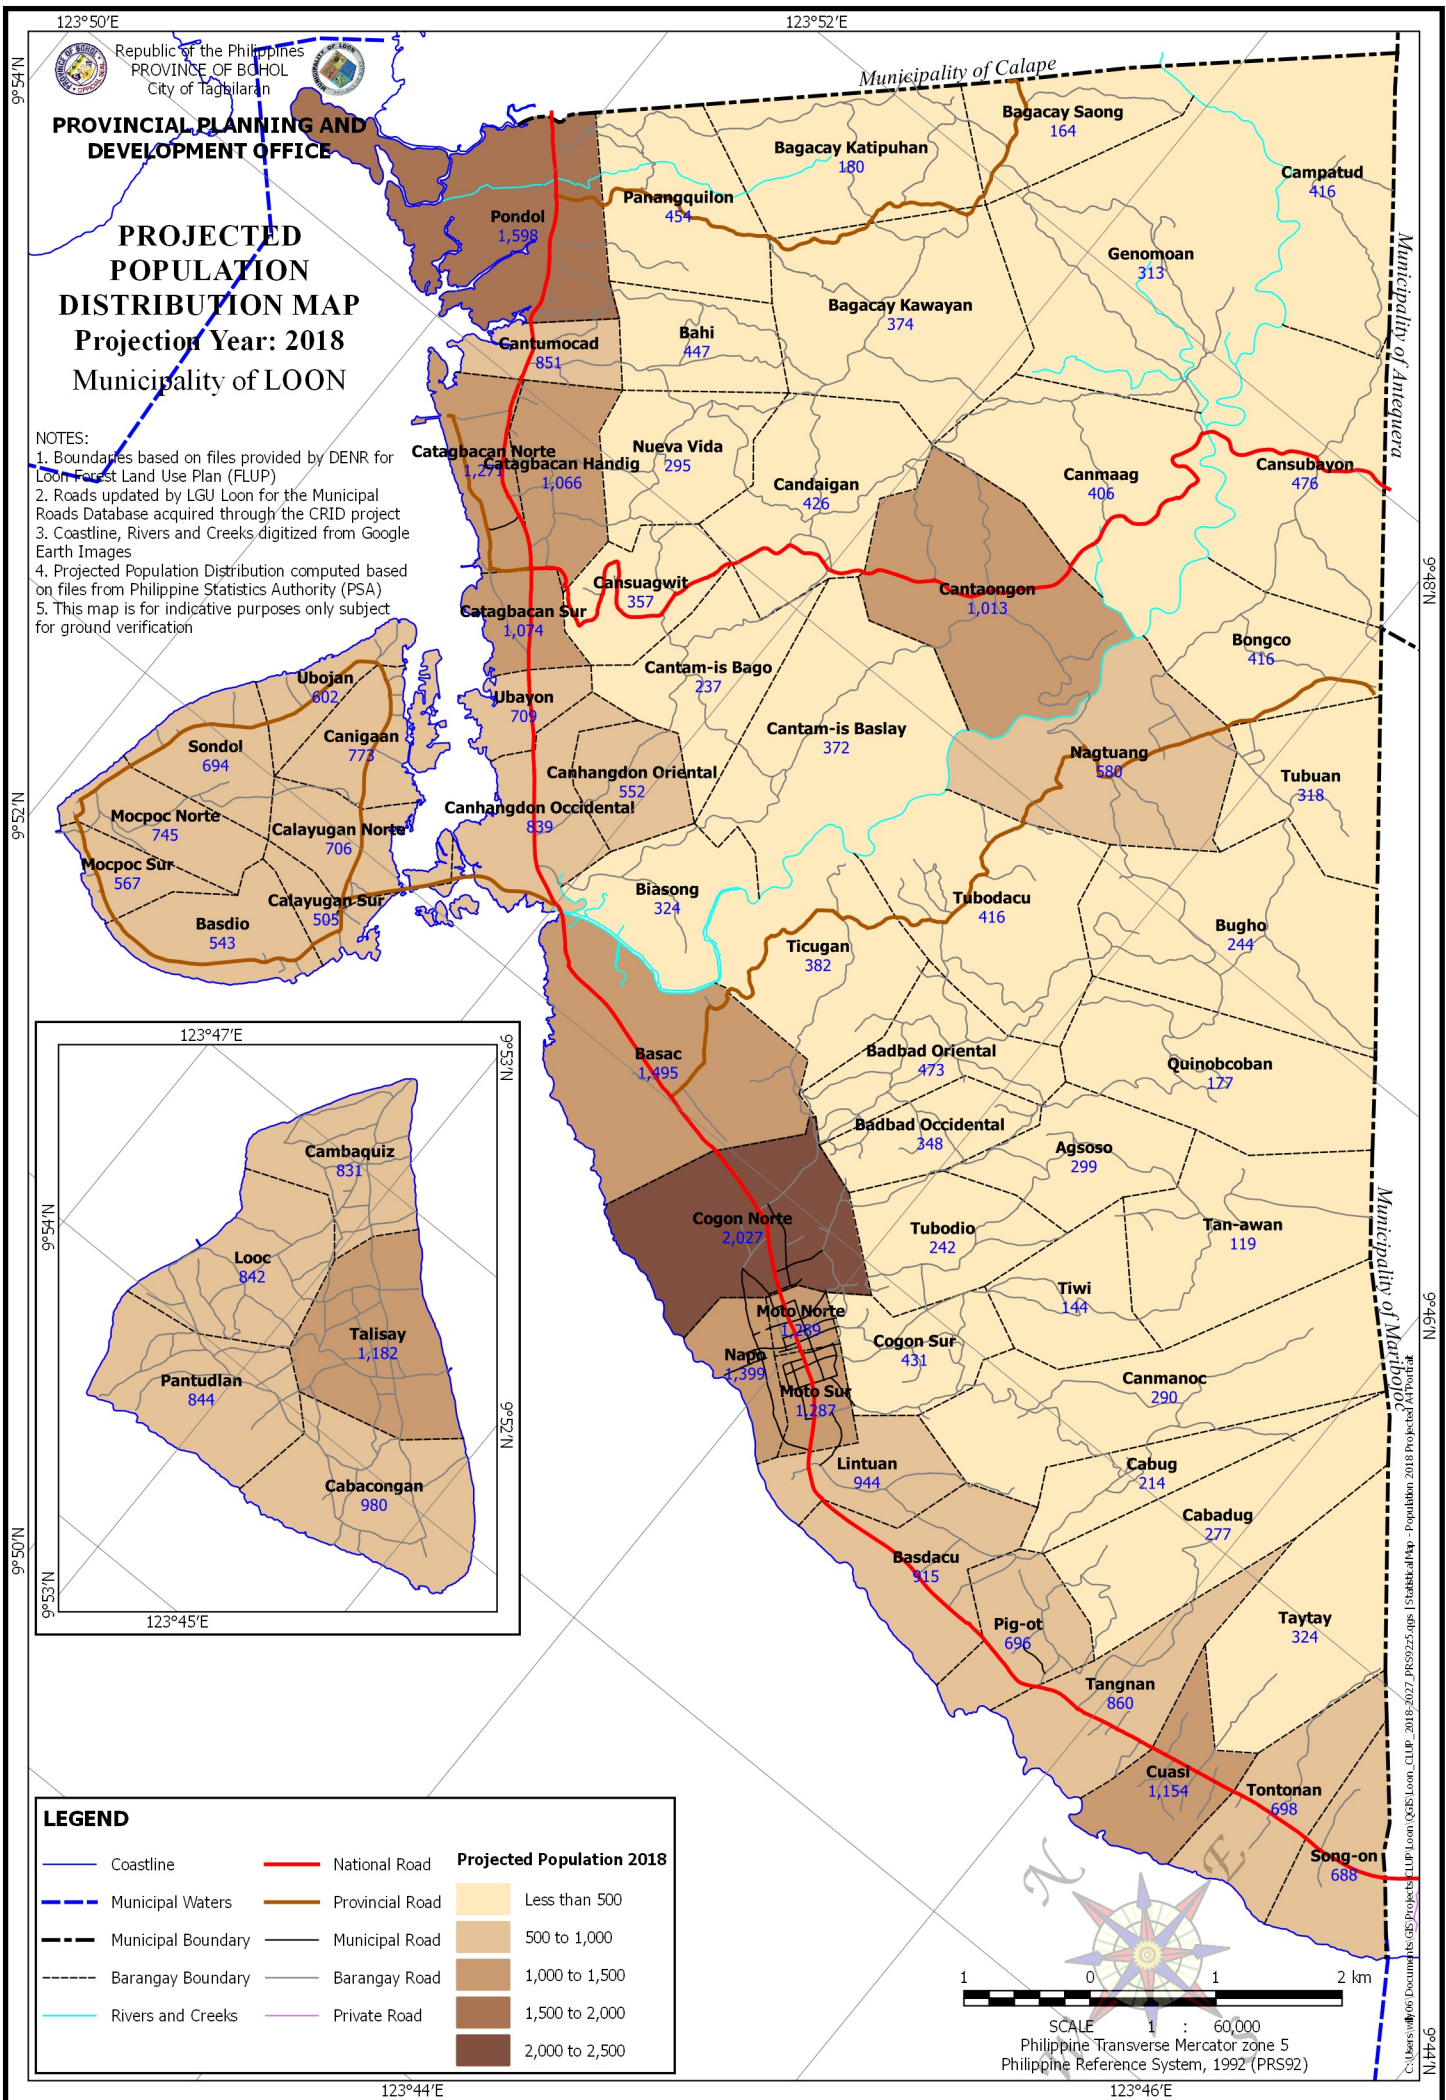 123°50'E
123°52'E
9°54'N
Republic of the Philippines
PROVINCE OF BOHOL
City of Tagbilaran
PROVINCIAL PLANNING AND
DEVELOPMENT OFFICE
PROJECTED
POPULATION
DISTRIBUTION MAP
Projection Year: 2018
Municipality of LOON
NOTES:
1. Boundaries based on files provided by DENR for
Loon Forest Land Use Plan (FLUP)
2. Roads updated by LGU Loon for the Municipal
Roads Database acquired through the CRID project
3. Coastline, Rivers and Creeks digitized from Google
Earth Images
4. Projected Population Distribution computed based
on files from Philippine Statistics Authority (PSA)
5. This map is for indicative purposes only subject
for ground verification
Municipality of Calape
Municipality of Antequera
Municipality of Maribojoc
Bagacay Saong
164
Bagacay Katipuhan
180
Campatud
416
Panangquilon
454
Pondol
1,598
Genomoan
313
Bagacay Kawayan
374
Bahi
447
Cantumocad
851
Catagbacan Norte
1,271
Catagbacan Handig
1,066
Nueva Vida
295
Candaigan
426
Canmaag
406
Cansubayon
476
Cansuagwit
357
Cantaongon
1,013
Catagbacan Sur
1,074
Bongco
416
Cantam-is Bago
237
Ubayon
709
Cantam-is Baslay
372
Nagtuang
580
Tubuan
318
Canhangdon Oriental
552
Canhangdon Occidental
839
Ubojan
602
Sondol
694
Canigaan
773
Mocpoc Norte
745
Calayugan Norte
706
Mocpoc Sur
567
Calayugan Sur
505
Basdio
543
Biasong
324
Tubodacu
416
Ticugan
382
Bugho
244
Basac
1,495
Badbad Oriental
473
Quinobcoban
177
Badbad Occidental
348
Agsoso
299
Cogon Norte
2,027
Tubodio
242
Tan-awan
119
Tiwi
144
Moto Norte
1,289
Cogon Sur
431
Napo
1,399
Moto Sur
1,287
Canmanoc
290
Lintuan
944
Cabug
214
Cabadug
277
Basdacu
915
Pig-ot
696
Taytay
324
Tangnan
860
Cuasi
1,154
Tontonan
698
Song-on
688
9°52'N
9°50'N
9°48'N
9°46'N
9°44'N
123°47'E
9°53'N
Cambaquiz
831
9°54'N
Looc
842
Talisay
1,182
Pantudlan
844
9°52'N
Cabacongan
980
9°53'N
123°45'E
LEGEND
Coastline
Municipal Waters
Municipal Boundary
Barangay Boundary
Rivers and Creeks
National Road
Provincial Road
Municipal Road
Barangay Road
Private Road
Projected Population 2018
Less than 500
500 to 1,000
1,000 to 1,500
1,500 to 2,000
2,000 to 2,500
N
E
S
W
1 0 1 2 km
SCALE 1 : 60,000
Philippine Transverse Mercator zone 5
Philippine Reference System, 1992 (PRS92)
123°44'E
123°46'E